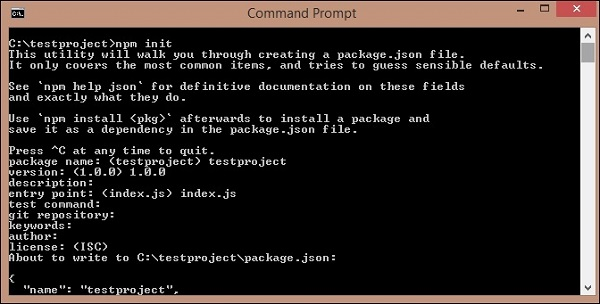 Command Prompt
C:\testproject>npm init
This utility will walk you through creating a package.json file.
It only covers the most common items, and tries to guess sensible defaults.
See `npm help json` for definitive documentation on these fields
and exactly what they do.
Use `npm install <pkg>` afterwards to install a package and
save it as a dependency in the package.json file.
Press ^C at any time to quit.
package name: (testproject) testproject
version: (1.0.0) 1.0.0
description:
entry point: (index.js) index.js
test command:
git repository:
keywords:
author:
license: (ISC)
About to write to C:\testproject\package.json:
{
"name": "testproject",